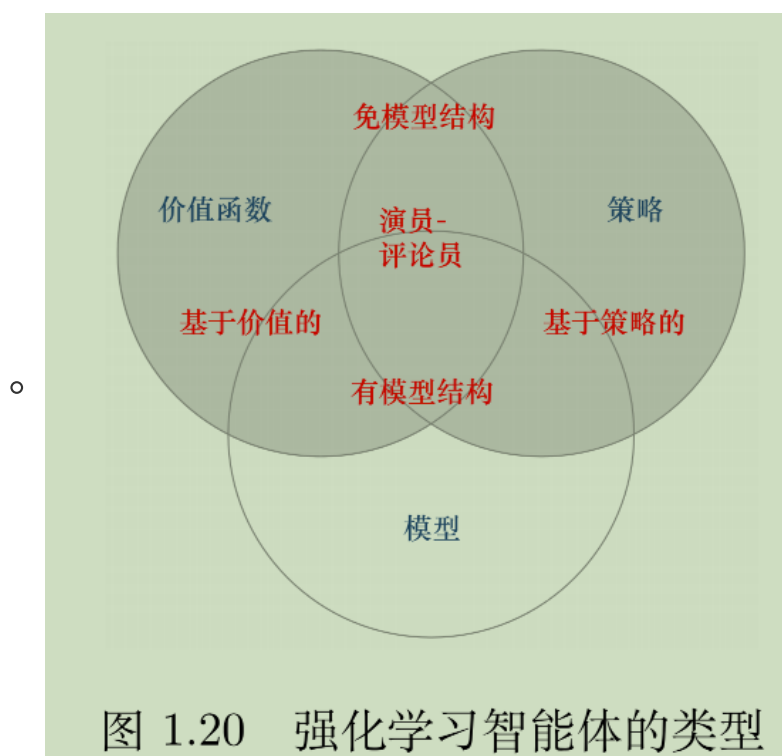 免模型结构
价值函数
演员-
评论员
策略
基于价值的
基于策略的
有模型结构
。
模型
图 1.20 强化学习智能体的类型